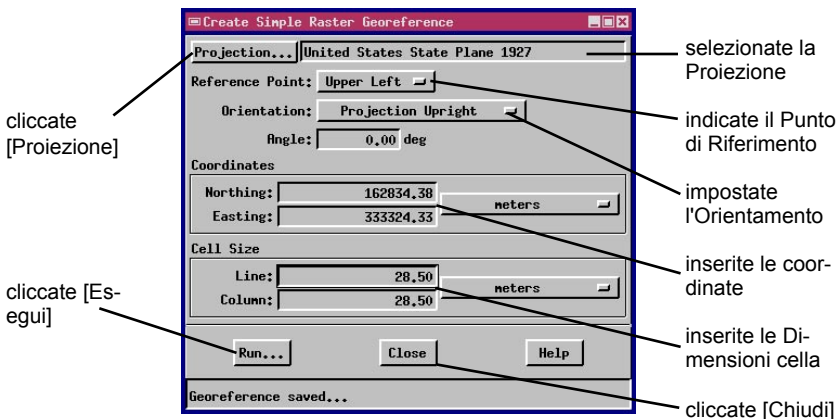 Create Simple Raster Georeference
Projection... United States State Plane 1927
Reference Point: Upper Left
Orientation: Projection Upright
Angle: 0.00 deg
Coordinates
Northing: 162834.38
meters
Easting: 333324.33
Cell Size
Line: 28.50
meters
Column: 28.50
Run... Close Help
Georeference saved...
cliccate
[Proiezione]
cliccate [Es-
egui]
selezionate la
Proiezione
indicate il Punto
di Riferimento
impostate
l'Orientamento
inserite le coor-
dinate
inserite le Di-
mensioni cella
cliccate [Chiudi]